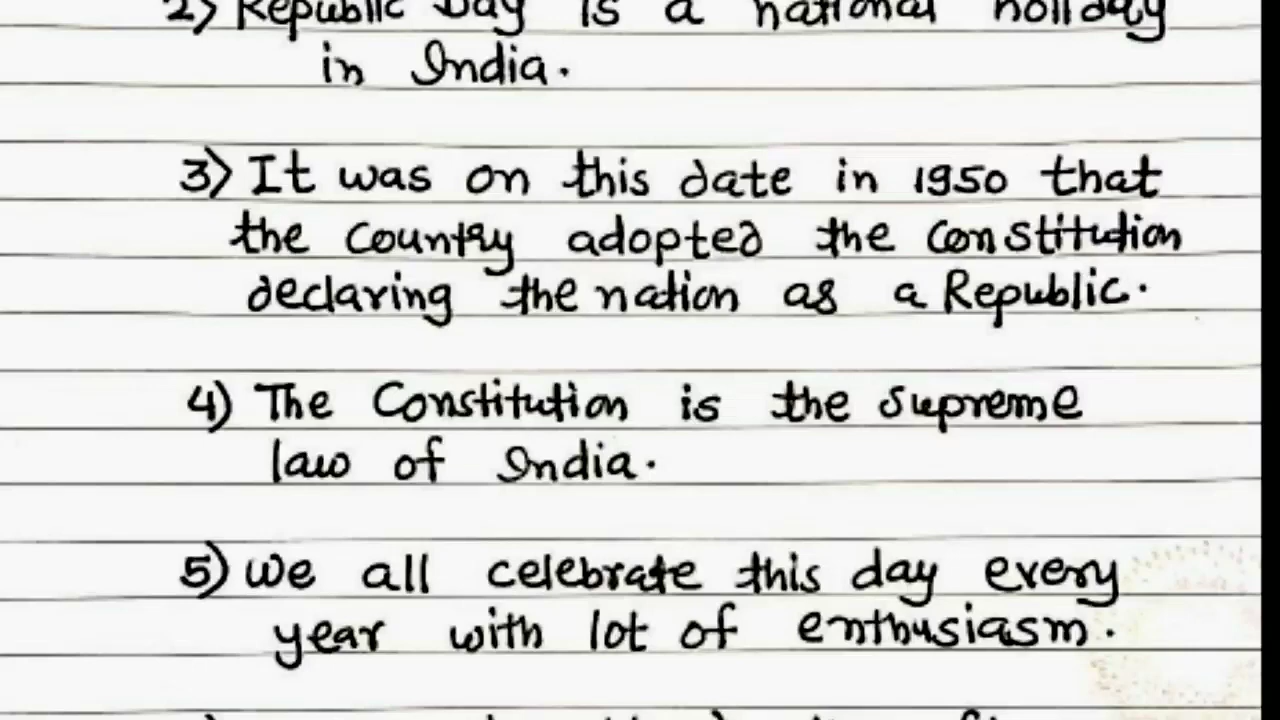 2) Republic Day is a national holiday
in India.
3) It was on this date in 1950 that
the country adopted the Constitution
declaring the nation as a Republic.
4) The Constitution is the supreme
law of India.
5) We all celebrate this day every
year with lot of enthusiasm.